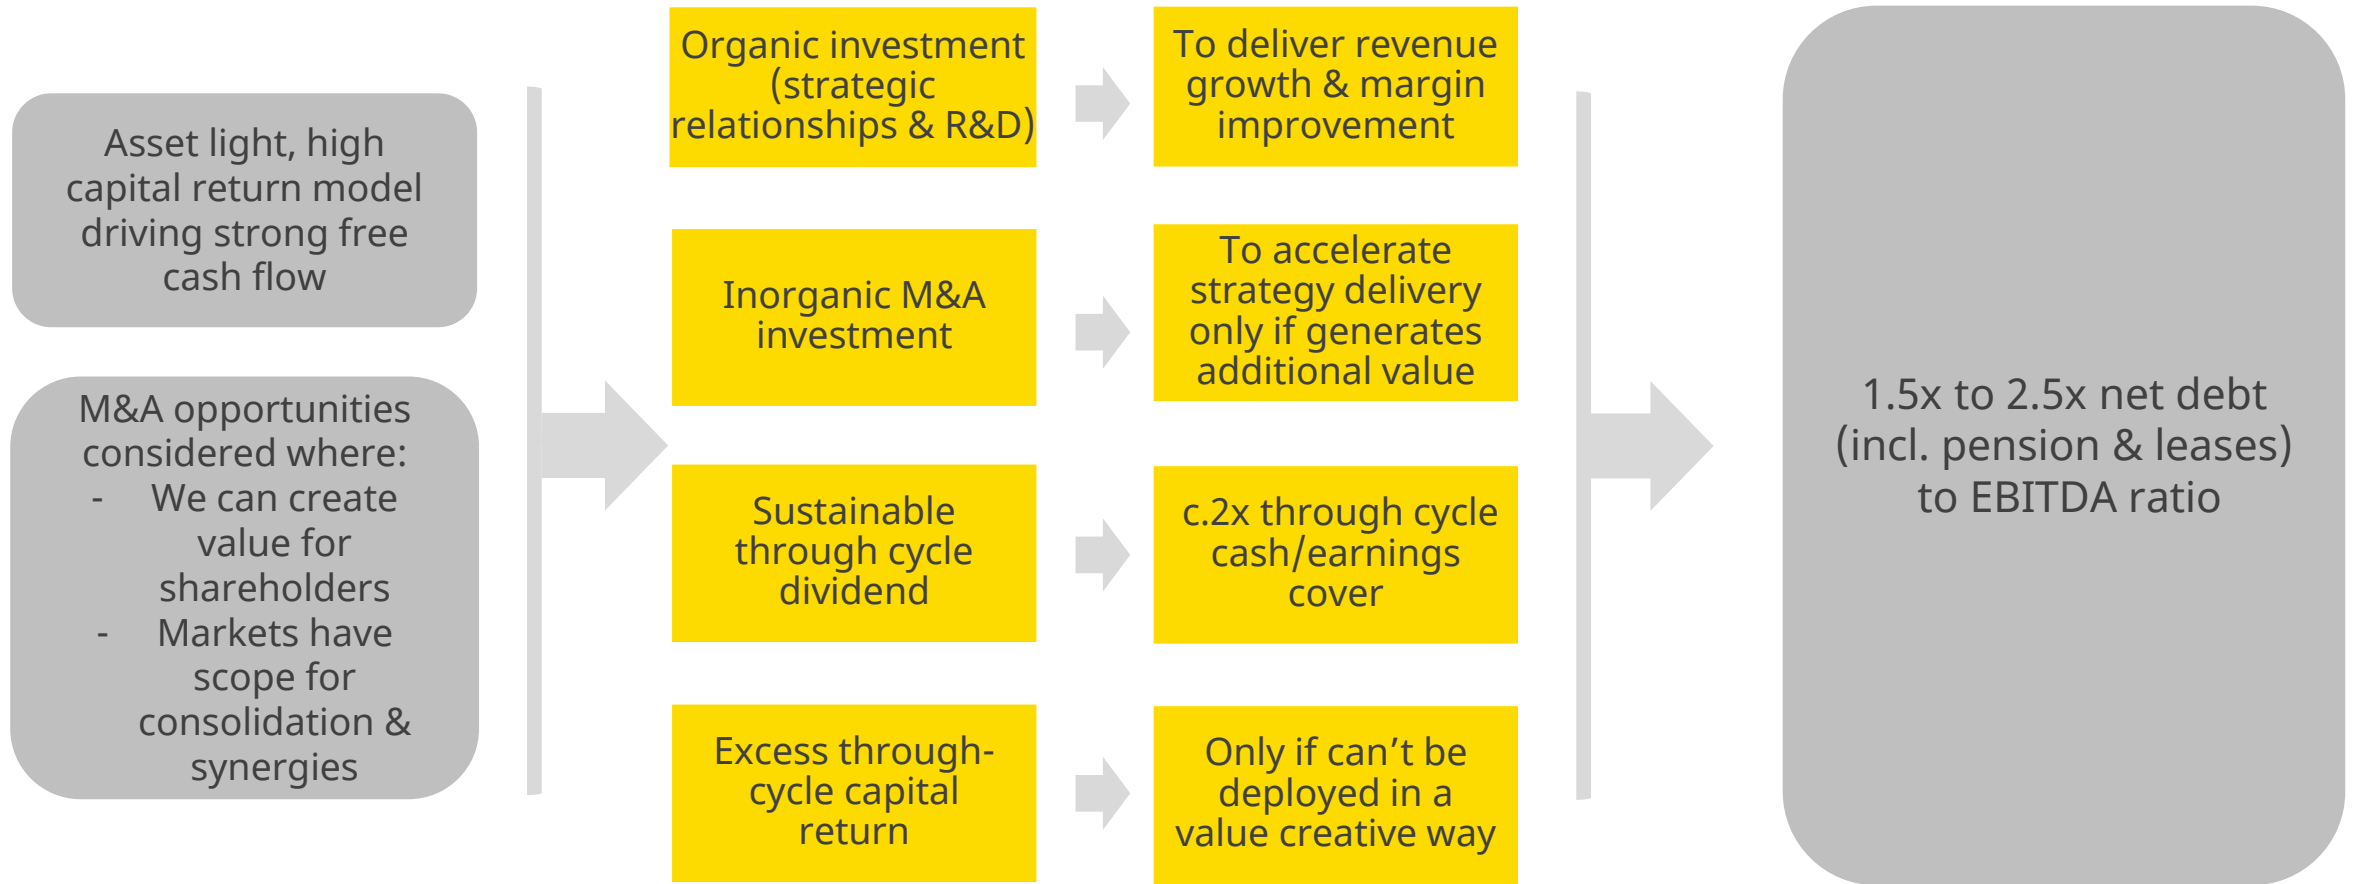 Asset light, high
capital return model
driving strong free
cash flow
M&A opportunities
considered where:
- We can create
value for
shareholders
- Markets have
scope for
consolidation &
synergies
Organic investment
(strategic
relationships & R&D)
To deliver revenue
growth & margin
improvement
Inorganic M&A
investment
To accelerate
strategy delivery
only if generates
additional value
Sustainable
through cycle
dividend
c.2x through cycle
cash/earnings
cover
Excess through-
cycle capital
return
Only if can’t be
deployed in a
value creative way
1.5x to 2.5x net debt
(incl. pension & leases)
to EBITDA ratio